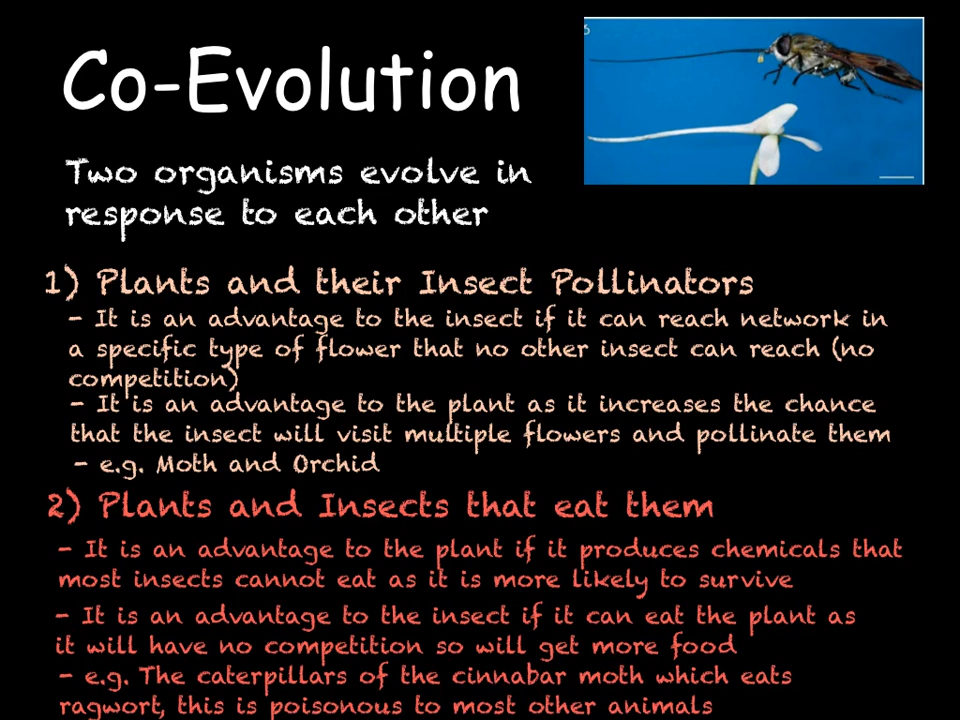 Co-Evolution
Two organisms evolve in
response to each other
1) Plants and their Insect Pollinators
- It is an advantage to the insect if it can reach network in
a specific type of flower that no other insect can reach (no
competition)
- It is an advantage to the plant as it increases the chance
that the insect will visit multiple flowers and pollinate them
- e.g. Moth and Orchid
2) Plants and Insects that eat them
- It is an advantage to the plant if it produces chemicals that
most insects cannot eat as it is more likely to survive
- It is an advantage to the insect if it can eat the plant as
it will have no competition so will get more food
- e.g. The caterpillars of the cinnabar moth which eats
ragwort, this is poisonous to most other animals